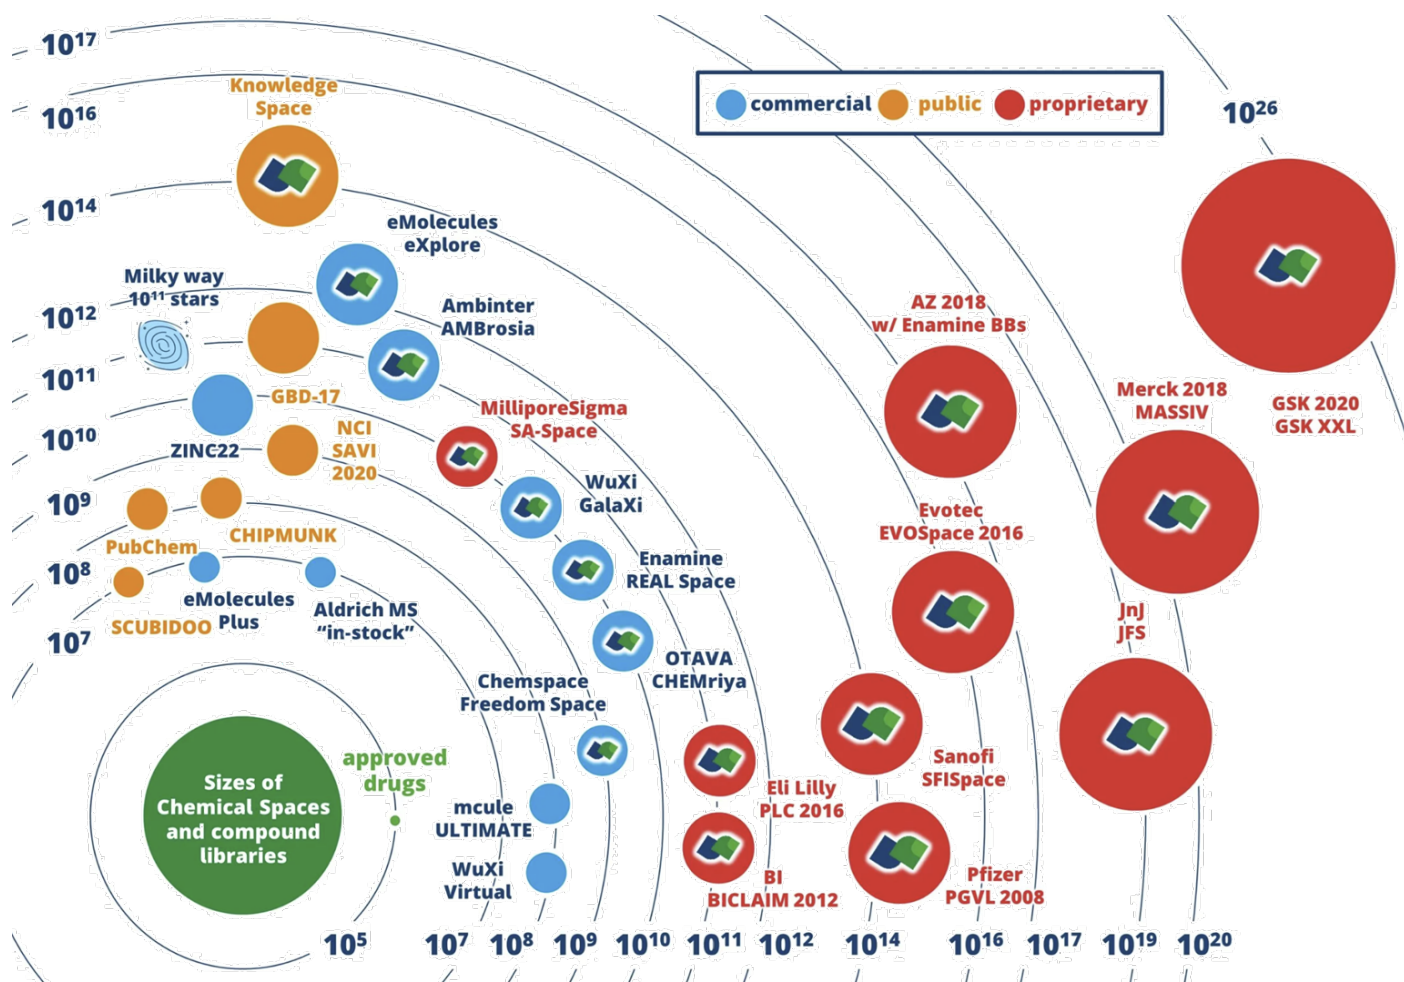 10¹⁷
10¹⁶
10¹⁴
10¹²
10¹¹
10¹⁰
10⁹
10⁸
10⁷
commercial
public
proprietary
10²⁶
Knowledge
Space
eMolecules
eXplore
Milky way
10¹¹ stars
Ambinter
AMBrosia
GBD-17
ZINC22
NCI
SAVI
2020
MilliporeSigma
SA-Space
WuXi
GalaXi
Enamine
REAL Space
OTAVA
CHEMriya
PubChem
CHIPMUNK
SCUBIDOO
eMolecules
Plus
Aldrich MS
“in-stock”
Chemspace
Freedom Space
mcule
ULTIMATE
WuXi
Virtual
approved
drugs
Sizes of
Chemical Spaces
and compound
libraries
AZ 2018
w/ Enamine BBs
Merck 2018
MASSIV
GSK 2020
GSK XXL
Evotec
EVOSpace 2016
JnJ
JFS
Sanofi
SFISpace
Eli Lilly
PLC 2016
BI
BICLAIM 2012
Pfizer
PGVL 2008
10⁵
10⁷
10⁸
10⁹
10¹⁰
10¹¹
10¹²
10¹⁴
10¹⁶
10¹⁷
10¹⁹
10²⁰